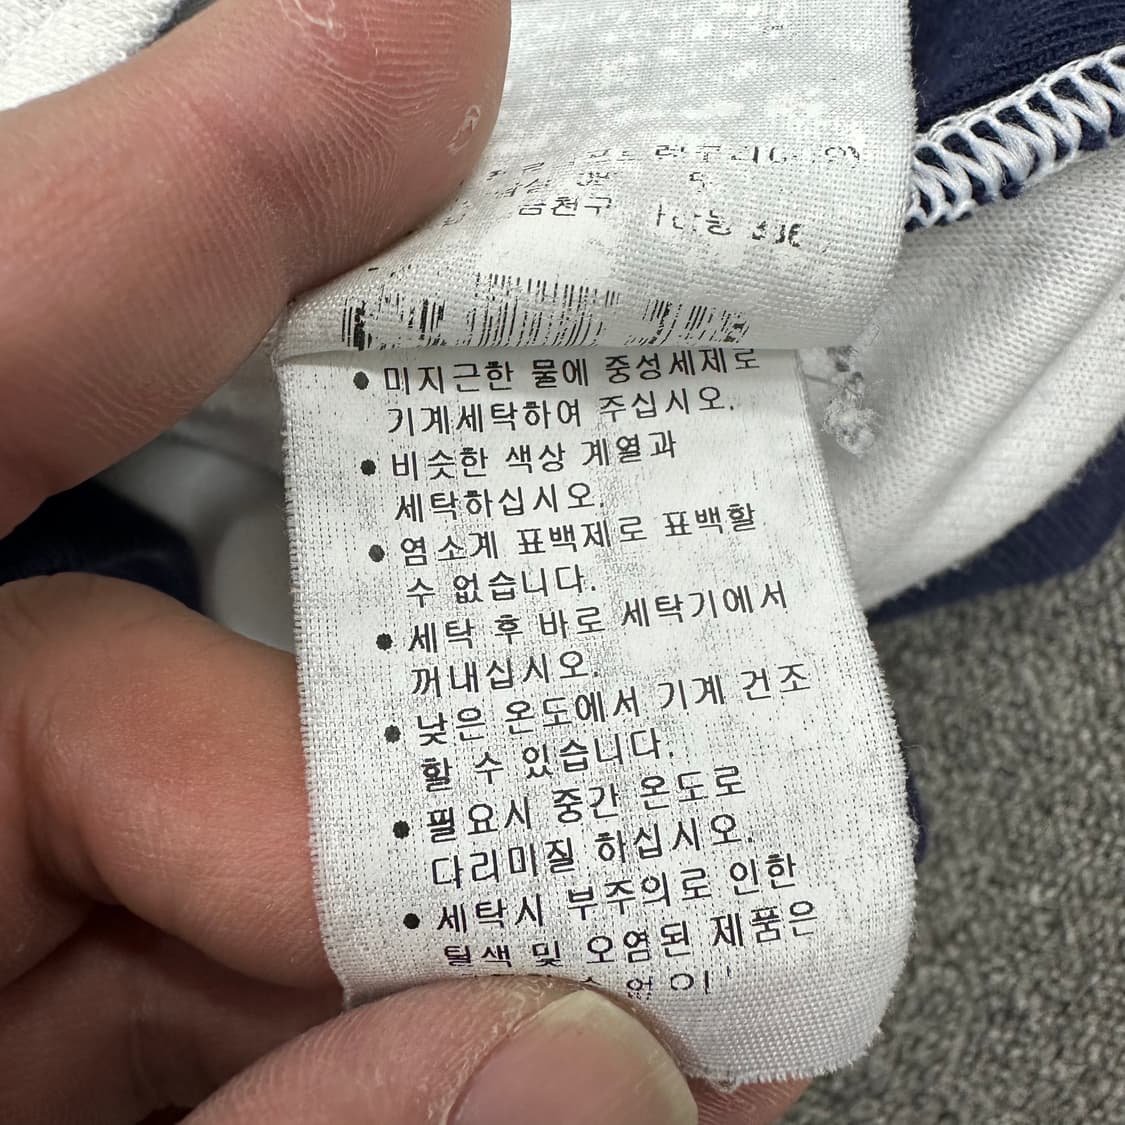 금천구
• 미지근한 물에 중성세제로
기계세탁하여 주십시오.
• 비슷한 색상 계열과
세탁하십시오.
• 염소계 표백제로 표백할
수 없습니다.
• 세탁 후 바로 세탁기에서
꺼내십시오.
• 낮은 온도에서 기계 건조
할 수 있습니다.
• 필요시 중간 온도로
다리미질 하십시오.
• 세탁시 부주의로 인한
탈색 및 오염된 제품은